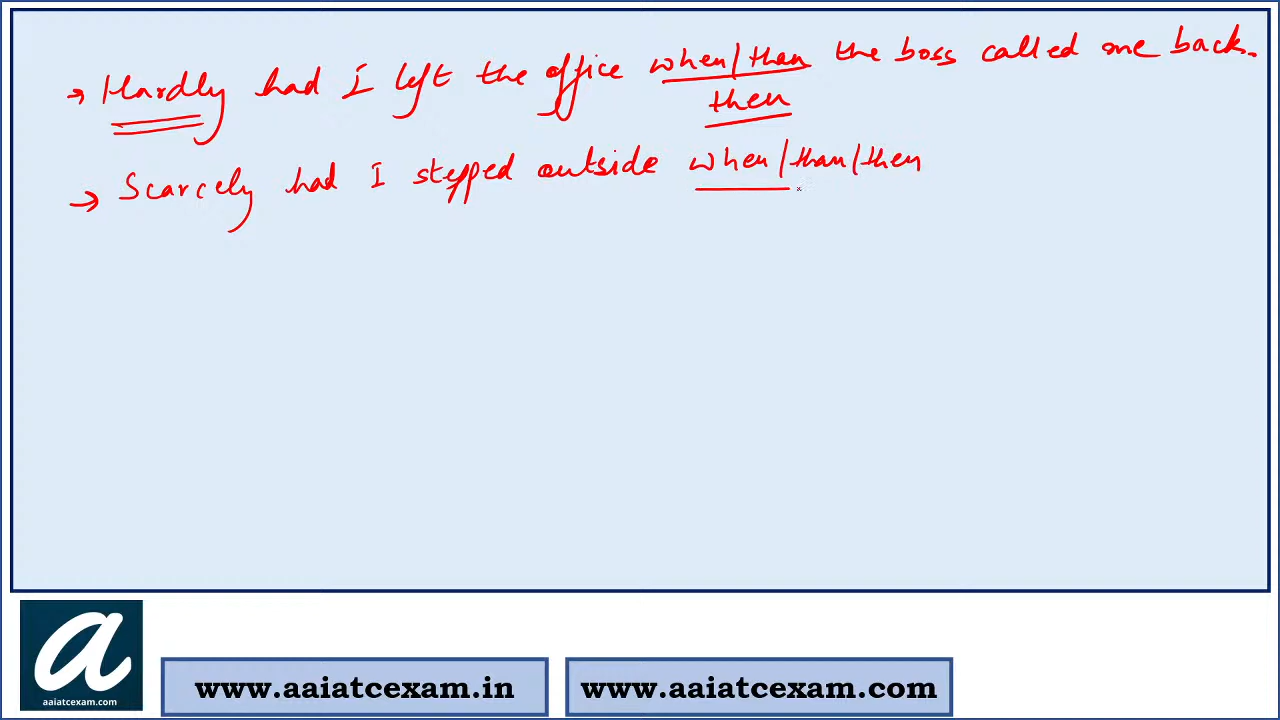 → Hardly had I left the office when/than the boss called me back.
then
→ Scarcely had I stepped outside when/than/then
a
aaiatcexam.com
www.aaiatcexam.in
www.aaiatcexam.com